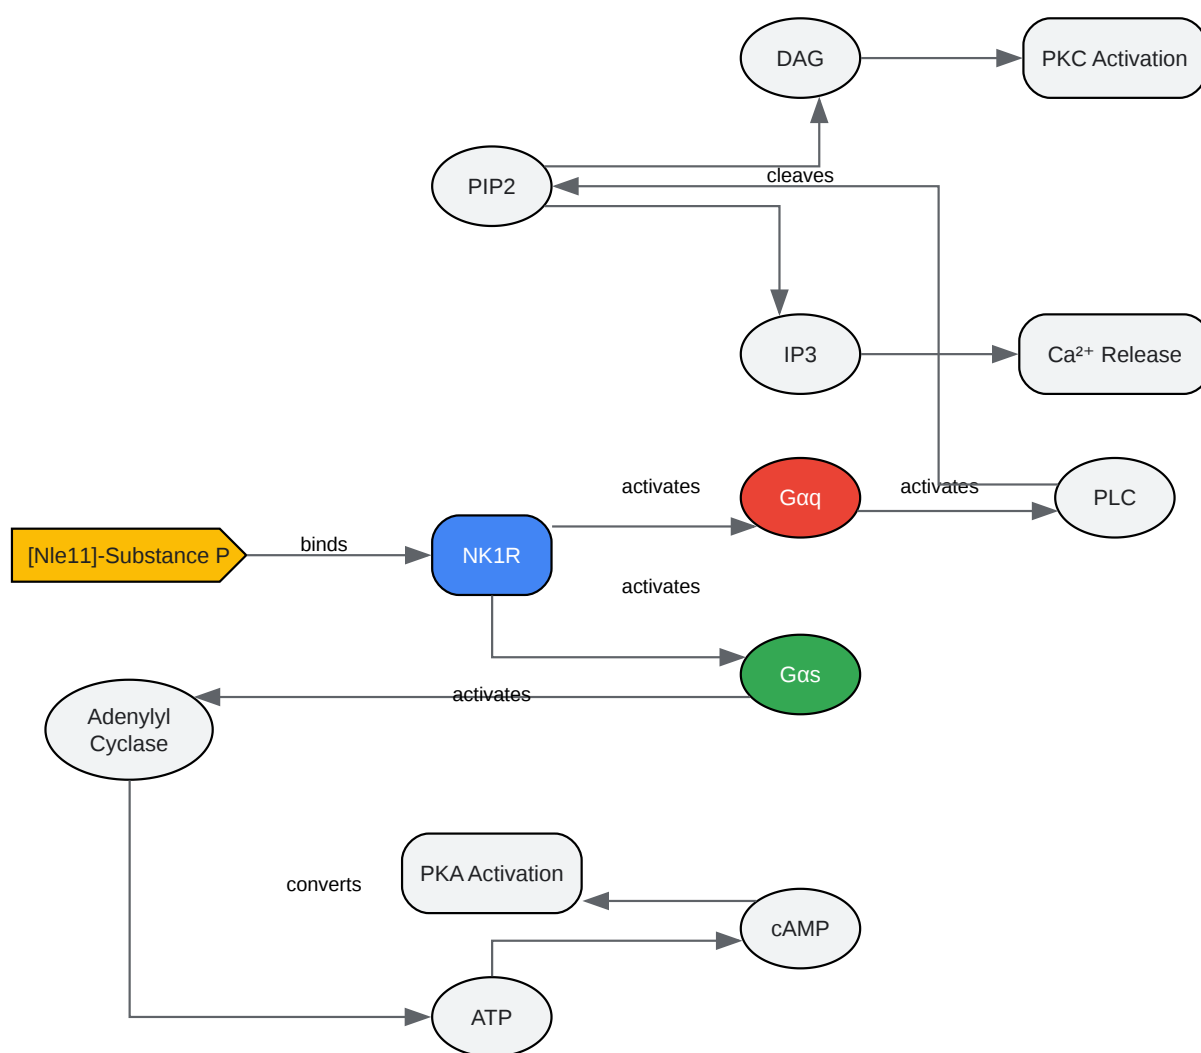 DAG
PKC Activation
cleaves
PIP2
IP3
Ca²⁺ Release
activates
Gαq
activates
PLC
[Nle11]-Substance P
binds
NK1R
activates
Gαs
activates
Adenylyl
Cyclase
PKA Activation
converts
cAMP
ATP